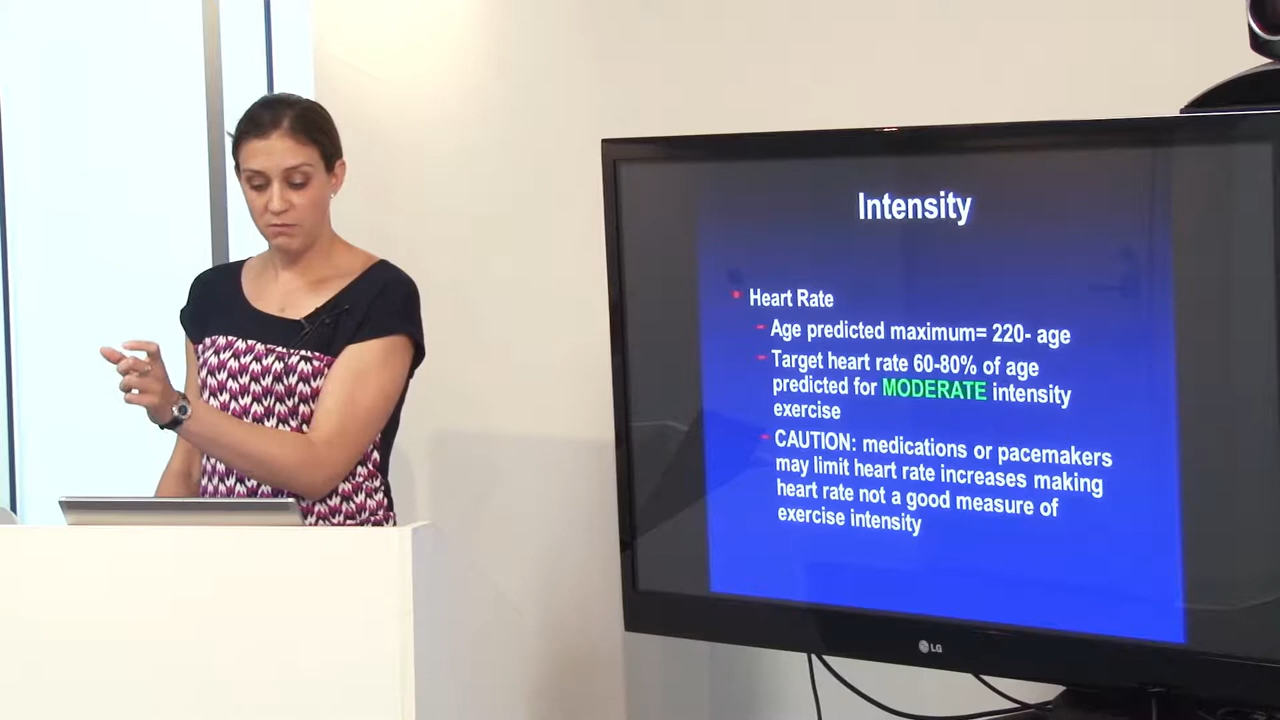 Intensity
• Heart Rate
- Age predicted maximum= 220- age
- Target heart rate 60-80% of age
predicted for MODERATE intensity
exercise
- CAUTION: medications or pacemakers
may limit heart rate increases making
heart rate not a good measure of
exercise intensity
LG